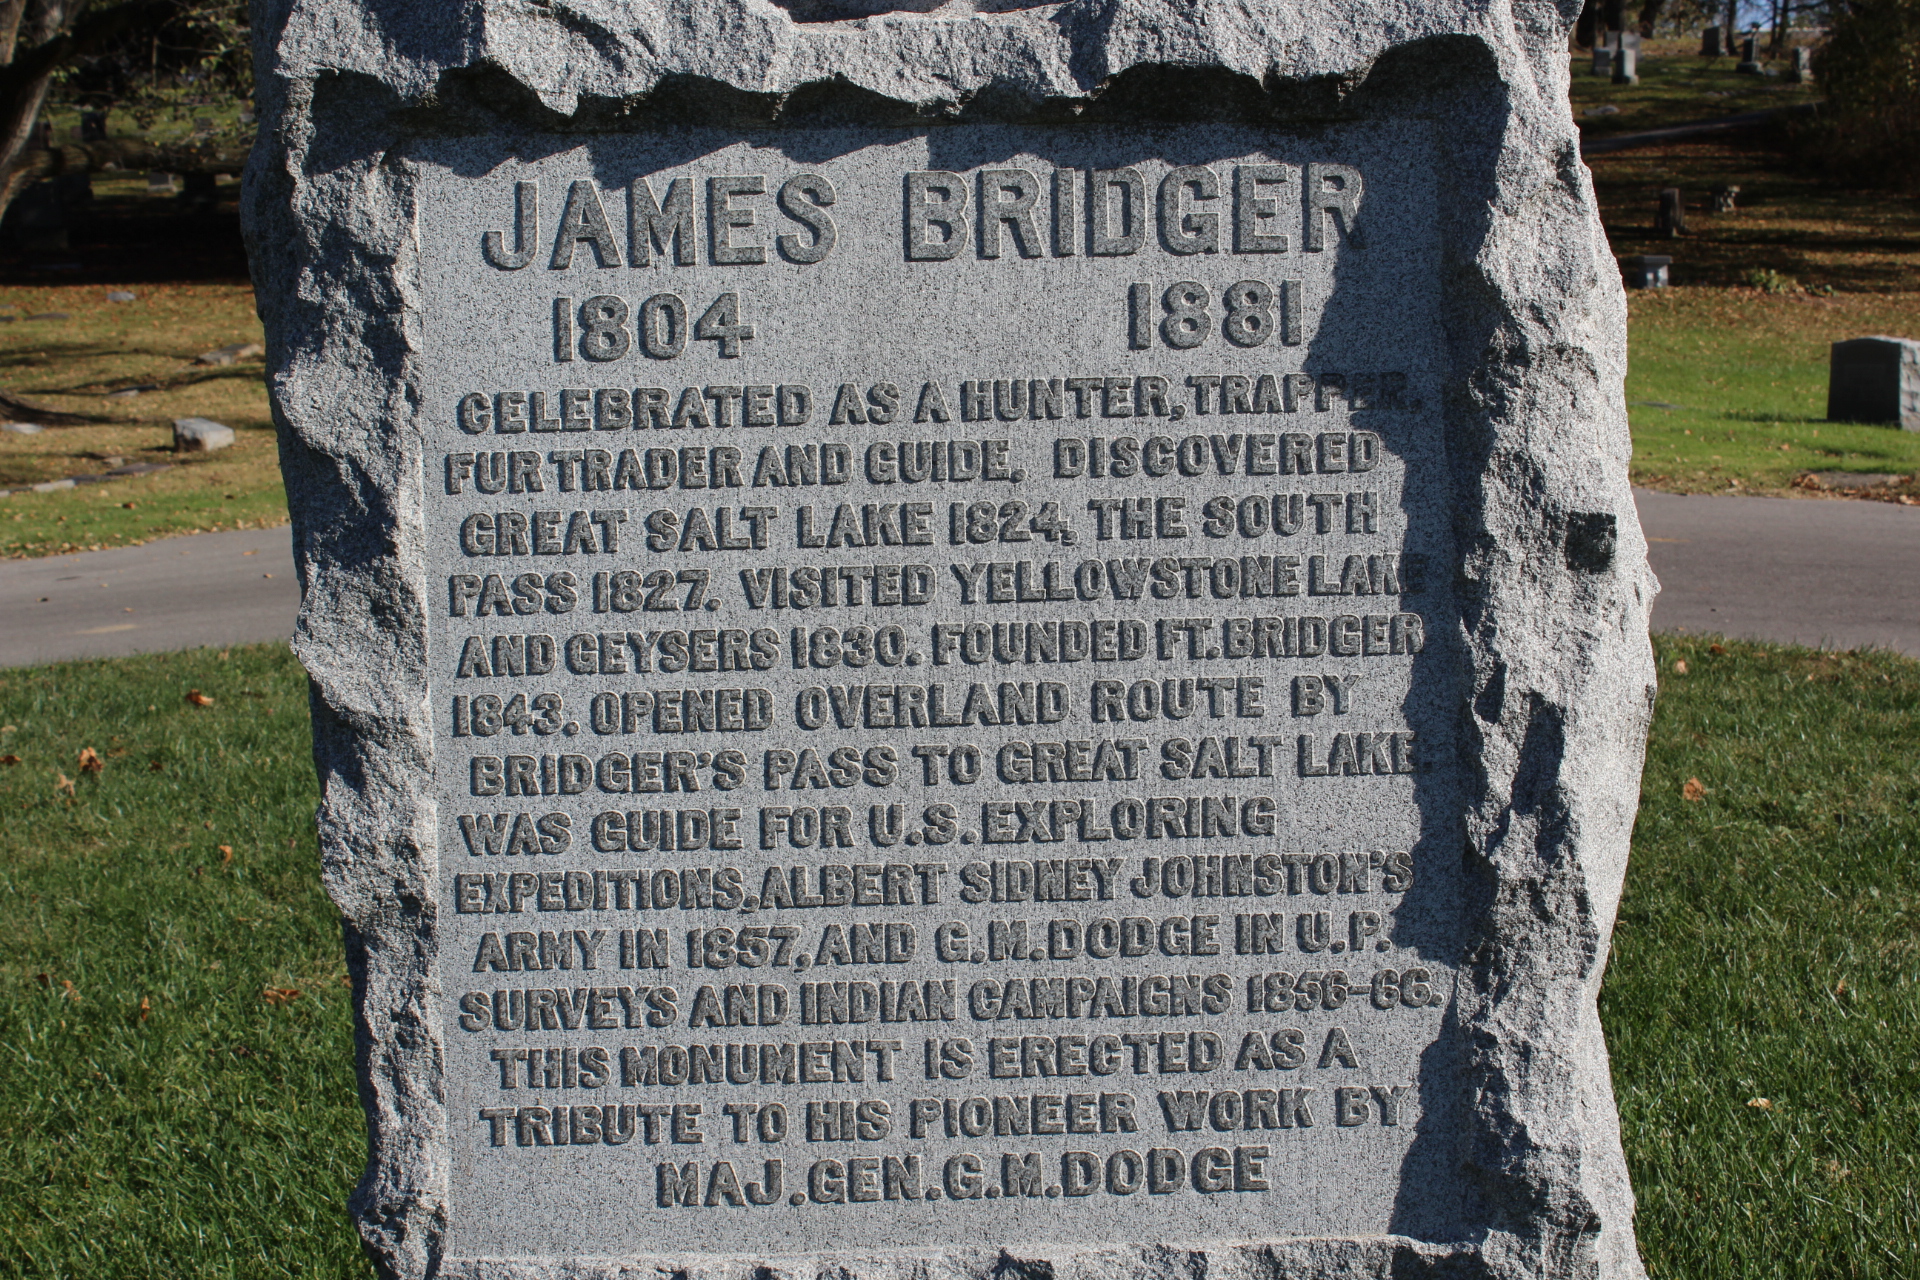 JAMES BRIDGER
1804 1881
CELEBRATED AS A HUNTER, TRAPPER,
FUR TRADER AND GUIDE. DISCOVERED
GREAT SALT LAKE 1824, THE SOUTH
PASS 1827. VISITED YELLOWSTONE LAKE
AND GEYSERS 1830. FOUNDED FT. BRIDGER
1843. OPENED OVERLAND ROUTE BY
BRIDGER'S PASS TO GREAT SALT LAKE.
WAS GUIDE FOR U.S. EXPLORING
EXPEDITIONS, ALBERT SIDNEY JOHNSTON'S
ARMY IN 1857, AND G.M. DODGE IN U.P.
SURVEYS AND INDIAN CAMPAIGNS 1856-66.
THIS MONUMENT IS ERECTED AS A
TRIBUTE TO HIS PIONEER WORK BY
MAJ. GEN. G.M. DODGE